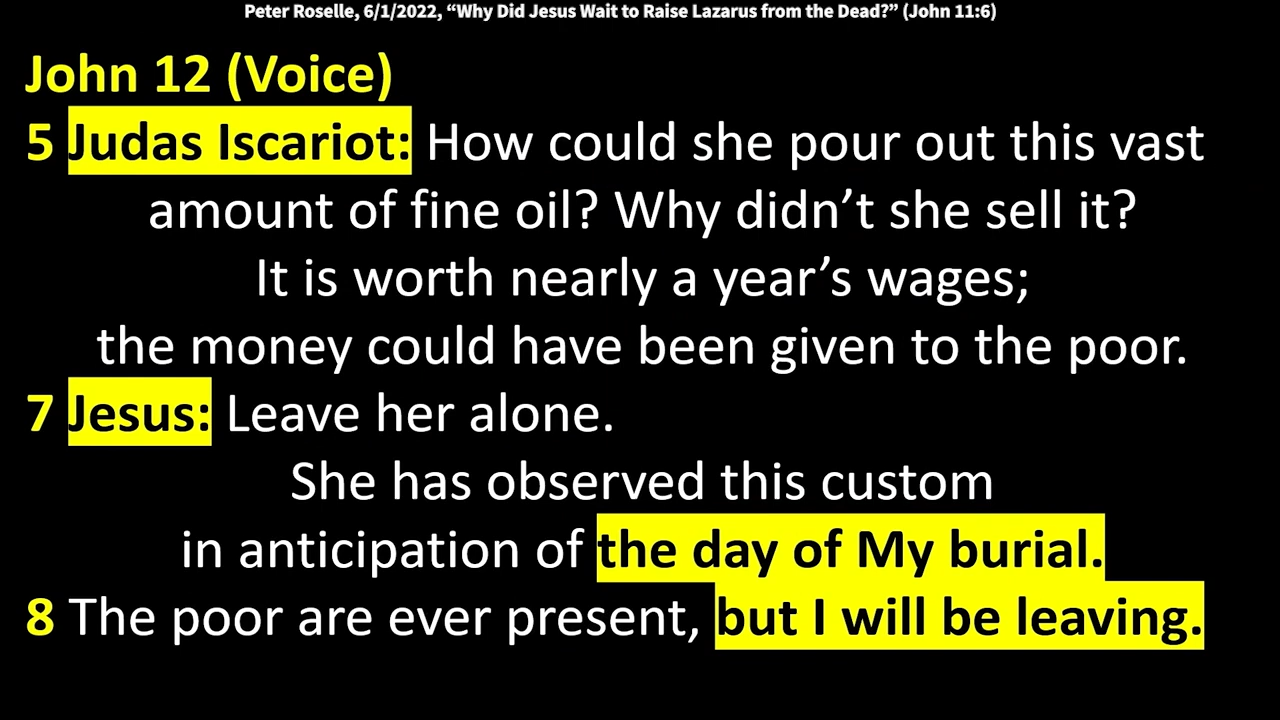 Peter Roselle, 6/1/2022, “Why Did Jesus Wait to Raise Lazarus from the Dead?” (John 11:6)
John 12 (Voice)
5 Judas Iscariot: How could she pour out this vast
amount of fine oil? Why didn’t she sell it?
It is worth nearly a year’s wages;
the money could have been given to the poor.
7 Jesus: Leave her alone.
She has observed this custom
in anticipation of the day of My burial.
8 The poor are ever present, but I will be leaving.